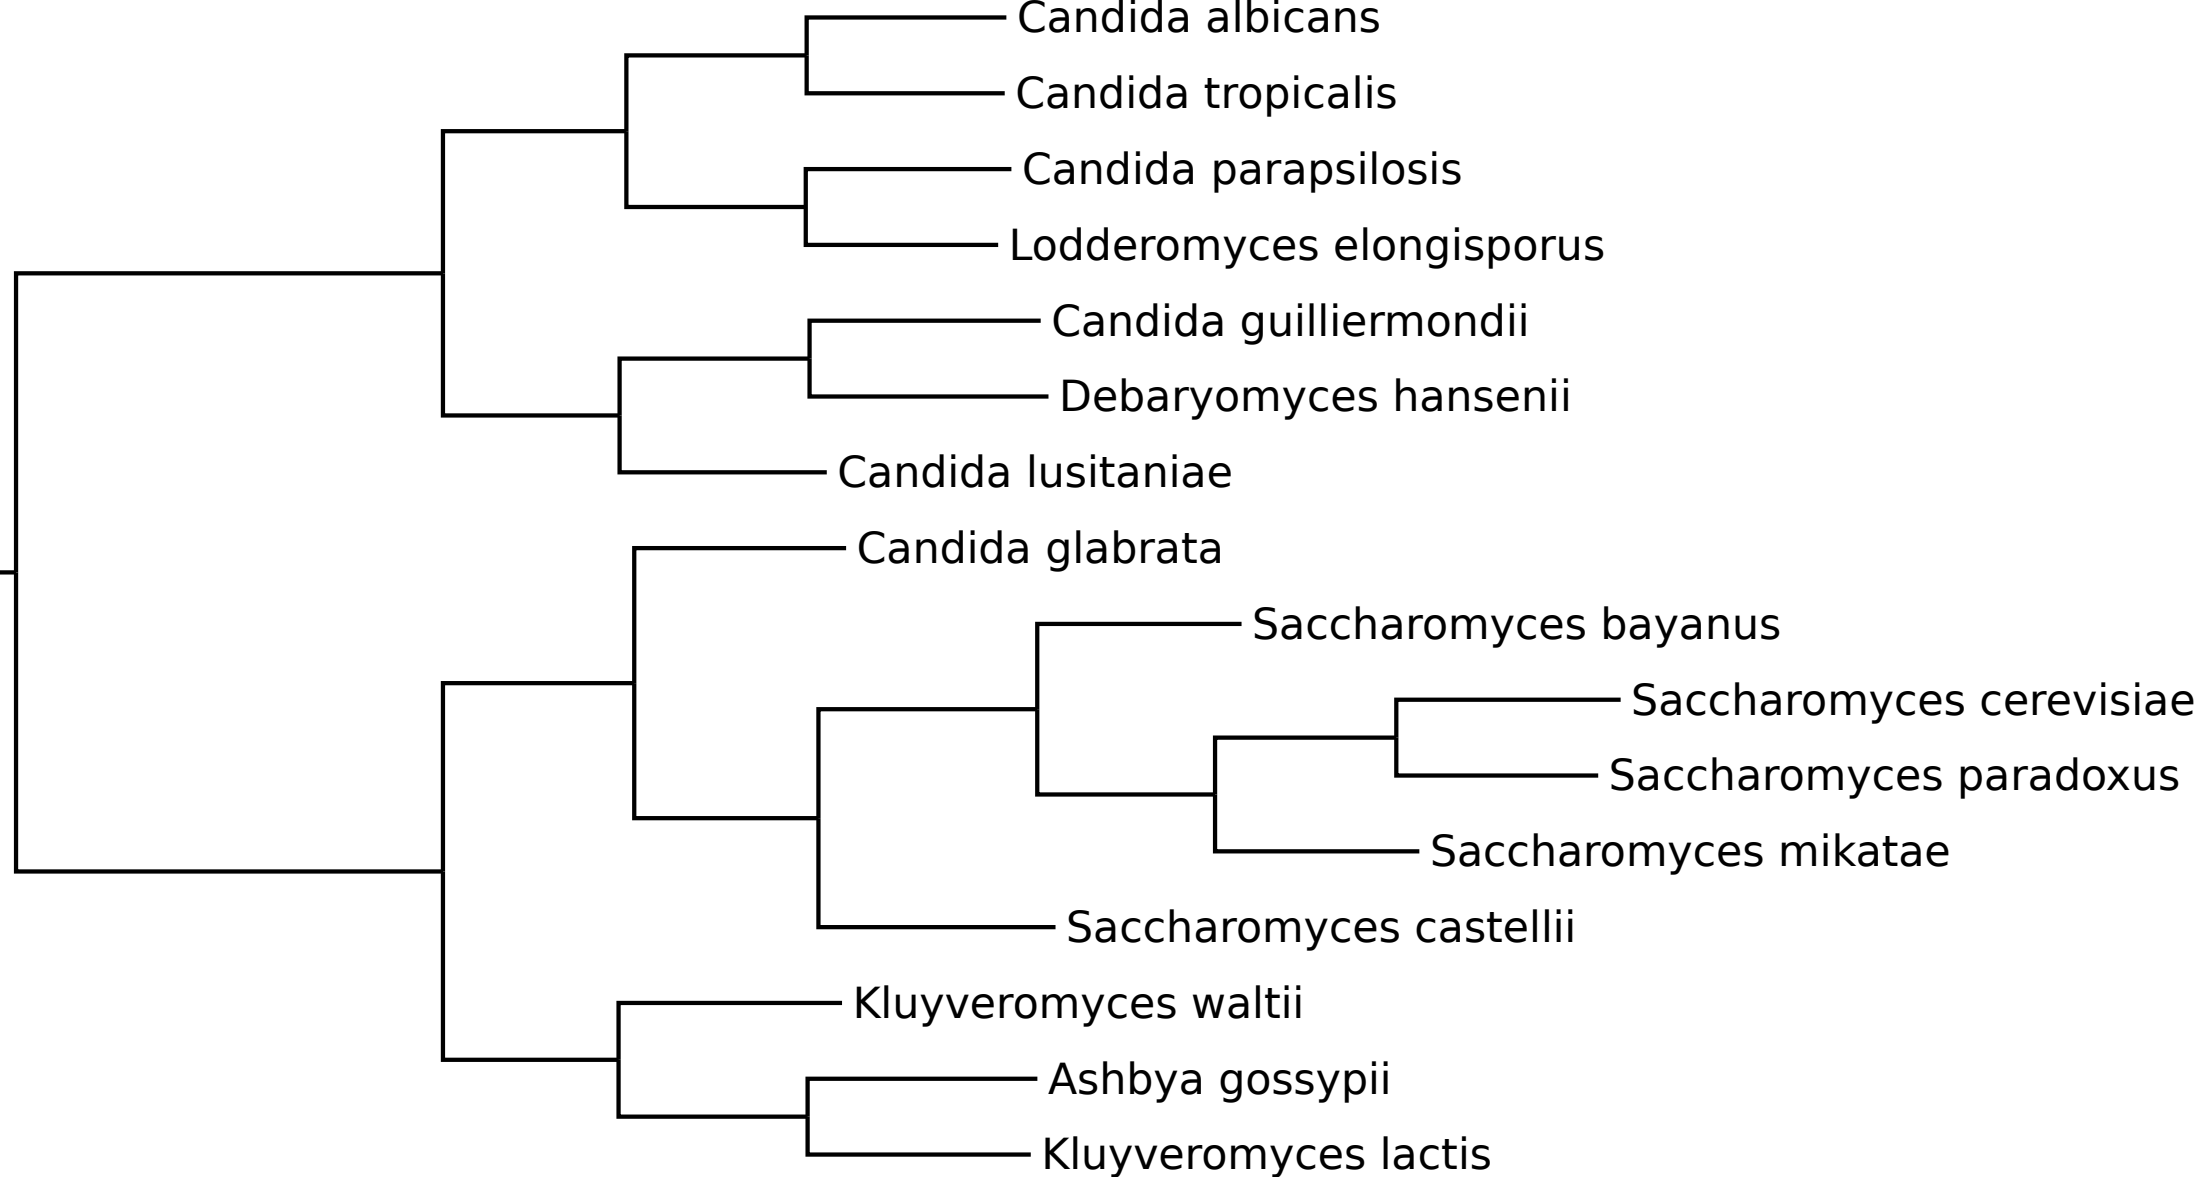 Candida albicans
Candida tropicalis
Candida parapsilosis
Lodderomyces elongisporus
Candida guilliermondii
Debaryomyces hansenii
Candida lusitaniae
Candida glabrata
Saccharomyces bayanus
Saccharomyces cerevisiae
Saccharomyces paradoxus
Saccharomyces mikatae
Saccharomyces castellii
Kluyveromyces waltii
Ashbya gossypii
Kluyveromyces lactis